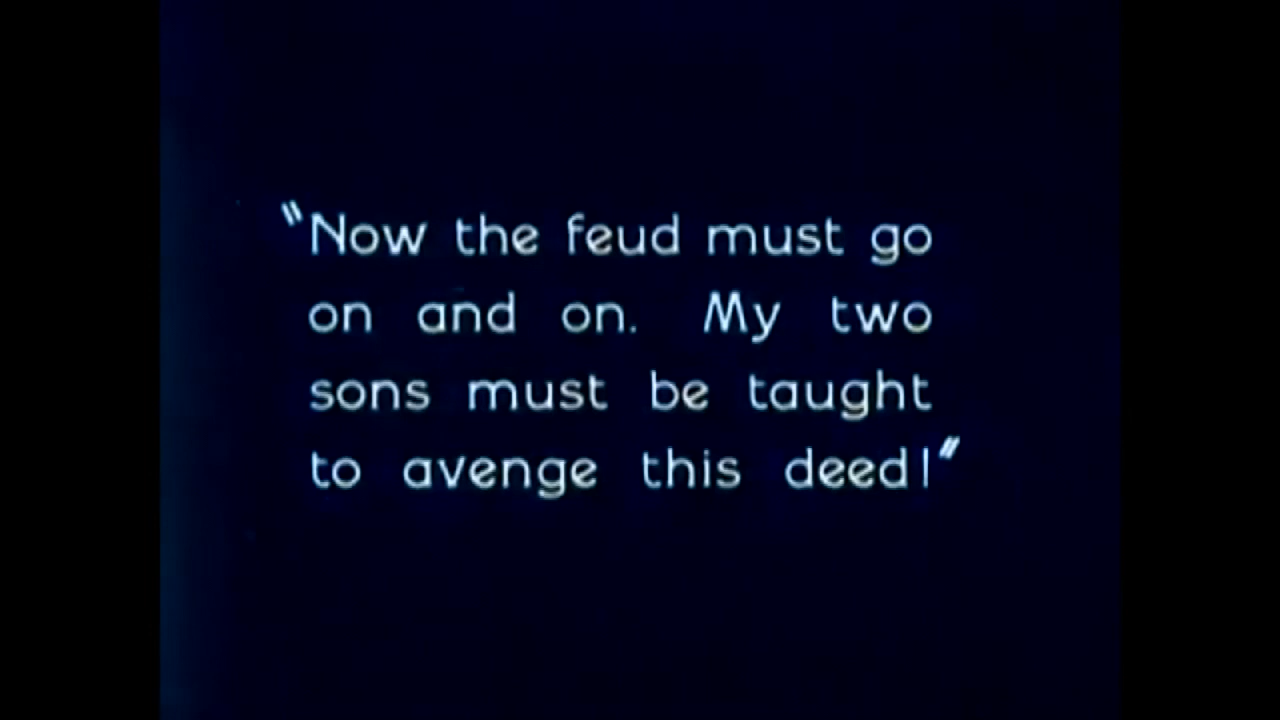 "Now the feud must go
on and on. My two
sons must be taught
to avenge this deed!"